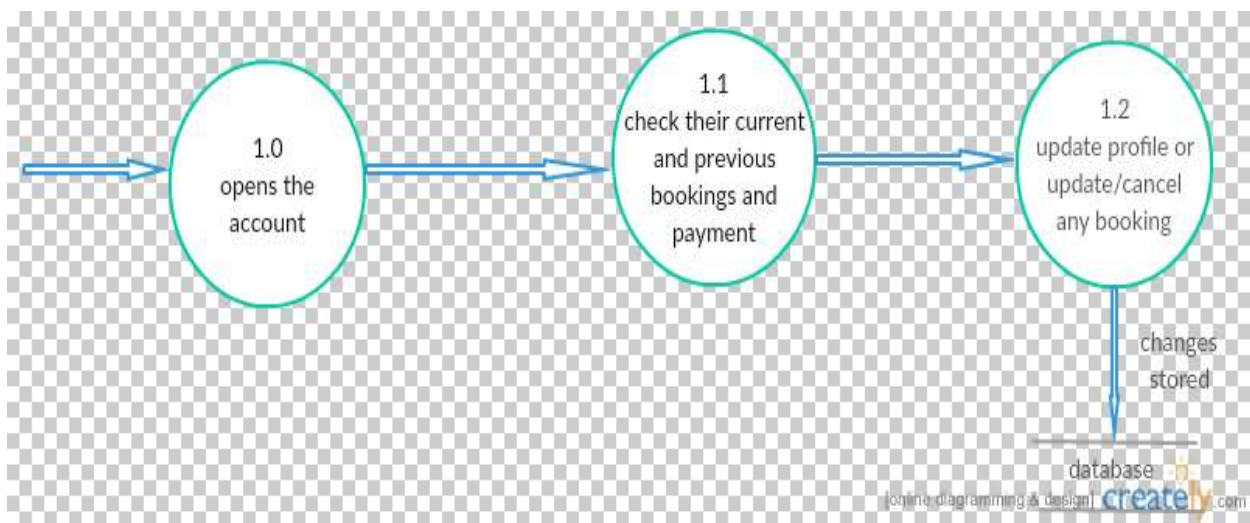 1.0
opens the
account
1.1
check their current
and previous
bookings and
payment
1.2
update profile or
update/cancel
any booking
changes
stored
database
[online diagramming & design] creately.com